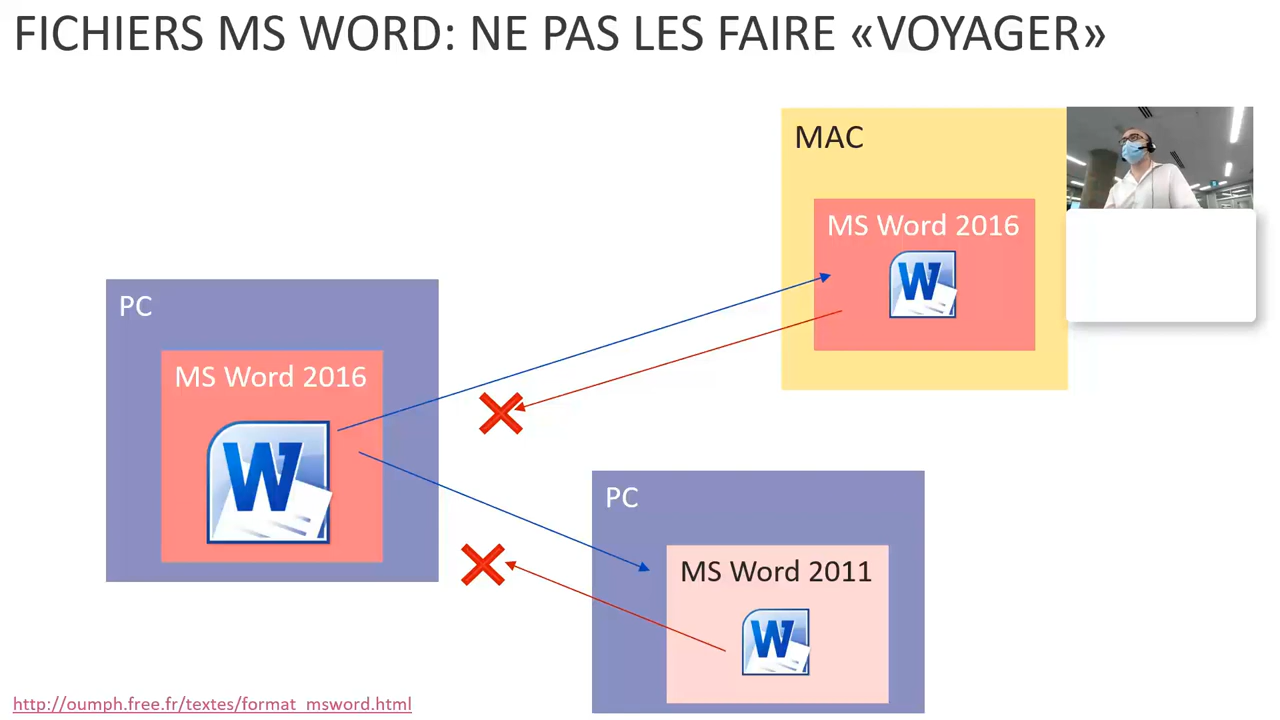 FICHIERS MS WORD: NE PAS LES FAIRE «VOYAGER»
MAC
MS Word 2016
W
PC
MS Word 2016
W
PC
MS Word 2011
W
http://oumph.free.fr/textes/format_msword.html